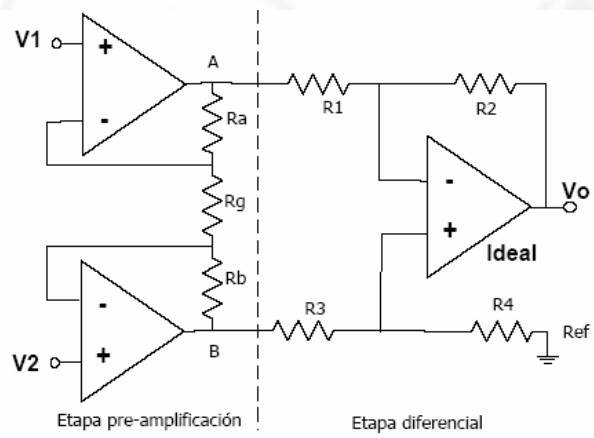 V1
+
-
A
Ra
Rg
Rb
B
-
+
V2
R1
R2
-
+
Ideal
Vo
R3
R4
Ref
Etapa pre-amplificación
Etapa diferencial